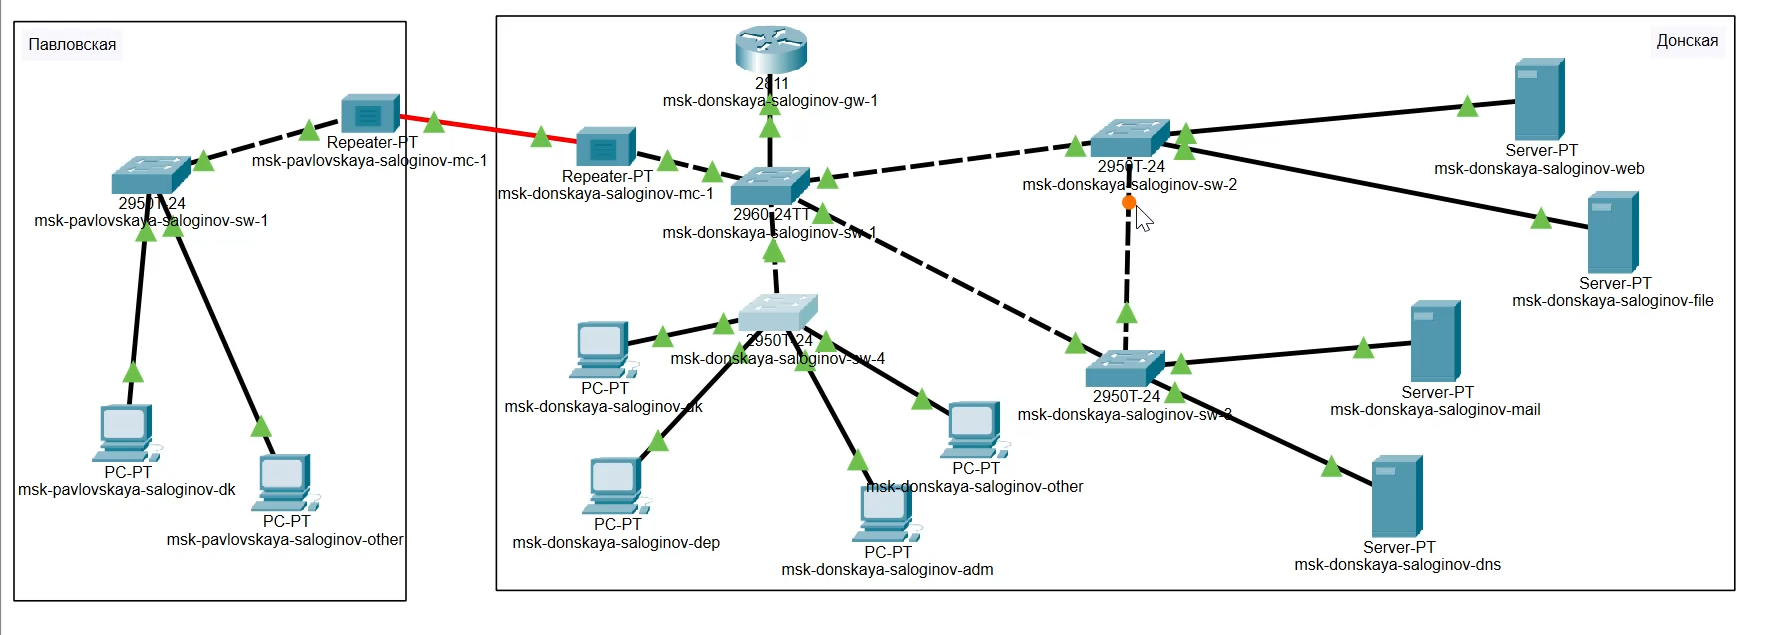 Павловская
Донская
2811
msk-donskaya-saloginov-gw-1
Repeater-PT
msk-pavlovskaya-saloginov-mc-1
Repeater-PT
msk-donskaya-saloginov-mc-1
2950T-24
msk-pavlovskaya-saloginov-sw-1
2960-24TT
msk-donskaya-saloginov-sw-1
2950T-24
msk-donskaya-saloginov-sw-2
Server-PT
msk-donskaya-saloginov-web
Server-PT
msk-donskaya-saloginov-file
2950T-24
msk-donskaya-saloginov-sw-4
PC-PT
msk-donskaya-saloginov-dk
2950T-24
msk-donskaya-saloginov-sw-3
Server-PT
msk-donskaya-saloginov-mail
PC-PT
msk-pavlovskaya-saloginov-dk
PC-PT
msk-pavlovskaya-saloginov-other
PC-PT
msk-donskaya-saloginov-dep
PC-PT
msk-donskaya-saloginov-other
PC-PT
msk-donskaya-saloginov-adm
Server-PT
msk-donskaya-saloginov-dns